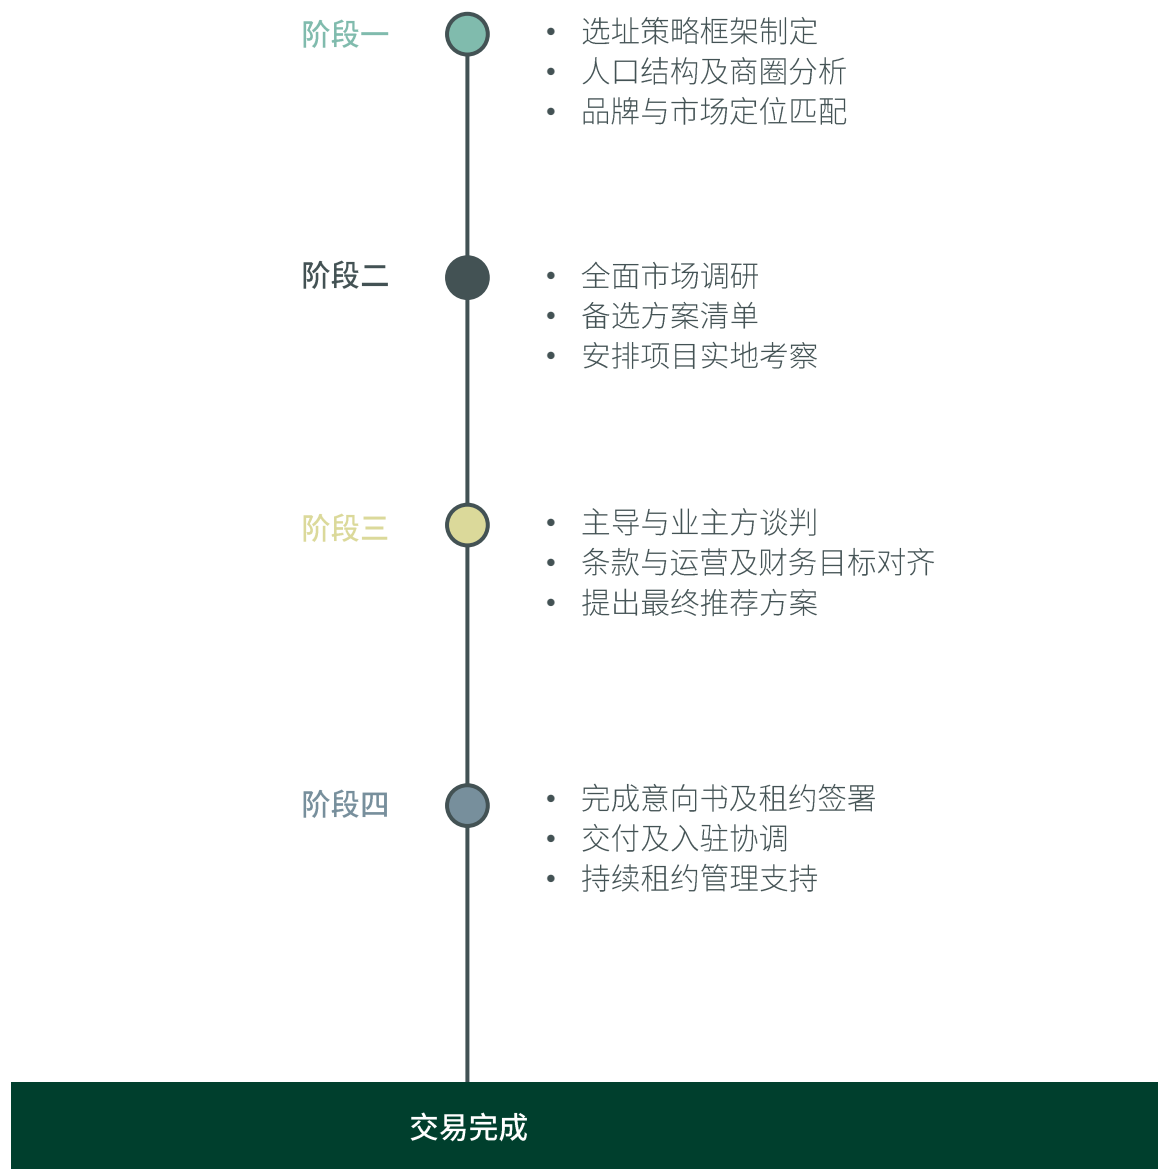 阶段一
• 选址策略框架制定
• 人口结构及商圈分析
• 品牌与市场定位匹配
阶段二
• 全面市场调研
• 备选方案清单
• 安排项目实地考察
阶段三
• 主导与业主方谈判
• 条款与运营及财务目标对齐
• 提出最终推荐方案
阶段四
• 完成意向书及租约签署
• 交付及入驻协调
• 持续租约管理支持
交易完成